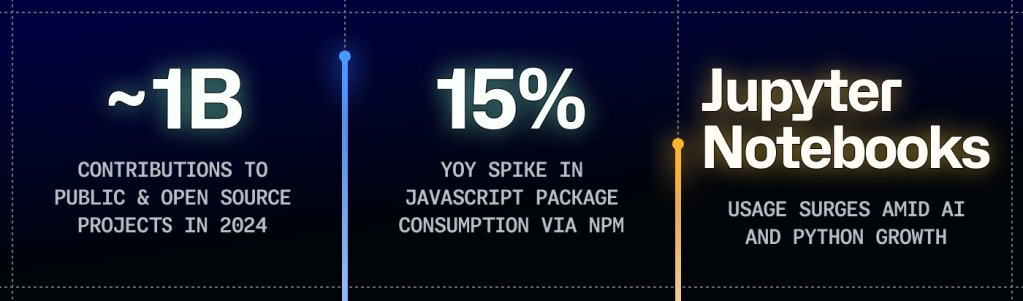 ~1B
CONTRIBUTIONS TO
PUBLIC & OPEN SOURCE
PROJECTS IN 2024
15%
YOY SPIKE IN
JAVASCRIPT PACKAGE
CONSUMPTION VIA NPM
Jupyter
Notebooks
USAGE SURGES AMID AI
AND PYTHON GROWTH